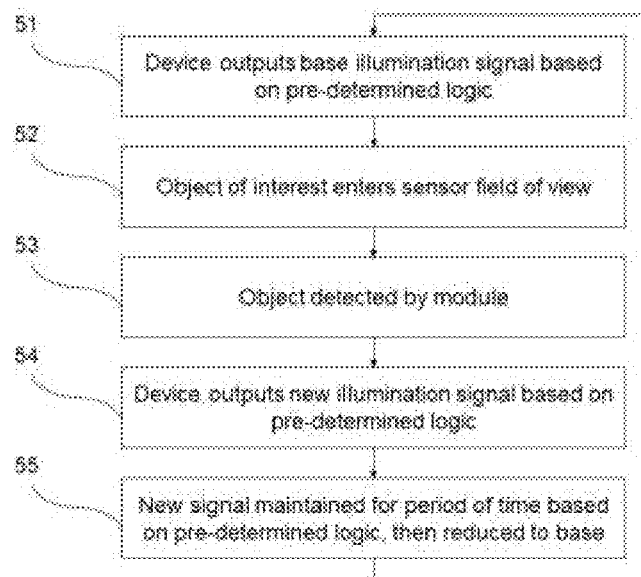 51
Device outputs base illumination signal based
on pre-determined logic
52
Object of interest enters sensor field of view
53
Object detected by module
54
Device outputs new illumination signal based on
pre-determined logic
55
New signal maintained for period of time based
on pre-determined logic, then reduced to base